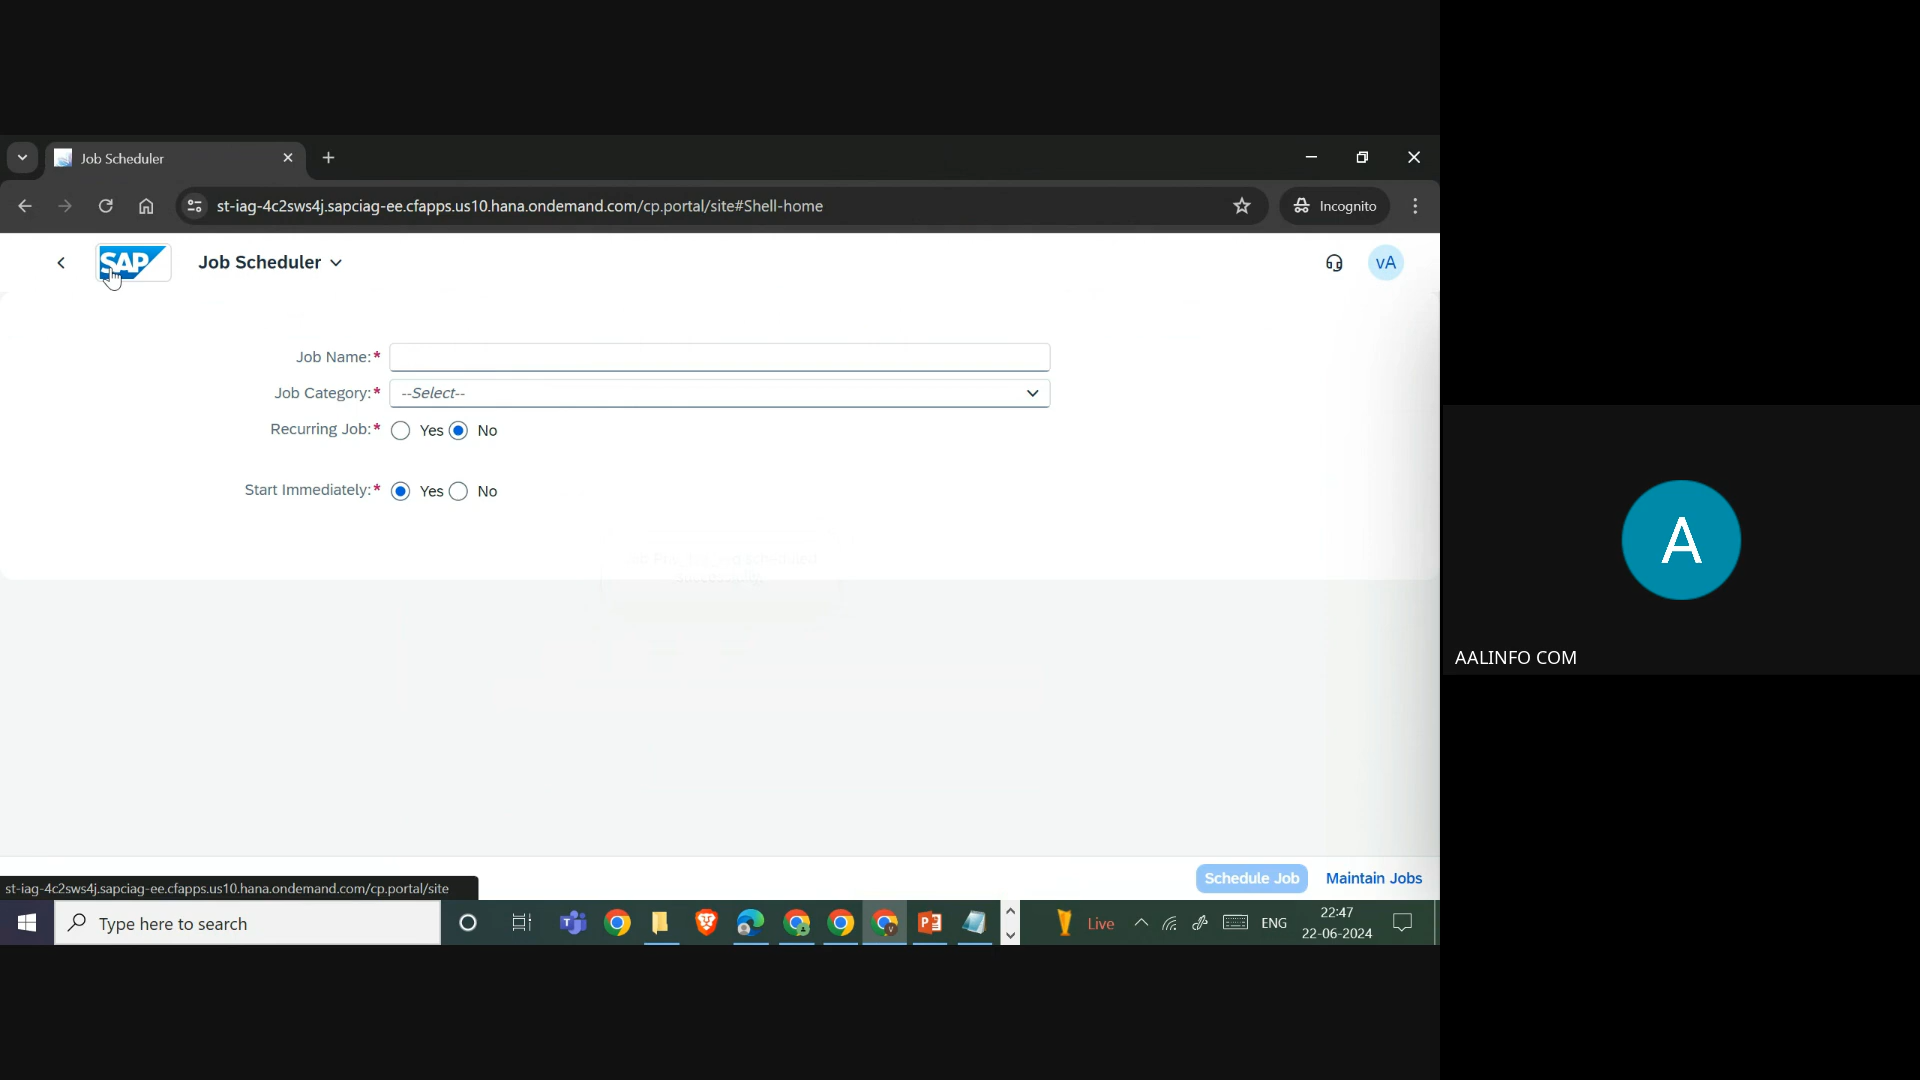 Job Scheduler
st-iag-4c2sws4j.sapciag-ee.cfapps.us10.hana.ondemand.com/cp.portal/site#Shell-home
Incognito
SAP
Job Scheduler
vA
Job Name:*
Job Category:* --Select--
Recurring Job:* Yes No
Start Immediately:* Yes No
A
AALINFO COM
Schedule Job Maintain Jobs
st-iag-4c2sws4j.sapciag-ee.cfapps.us10.hana.ondemand.com/cp.portal/site
Type here to search
Live
ENG
22:47
22-06-2024